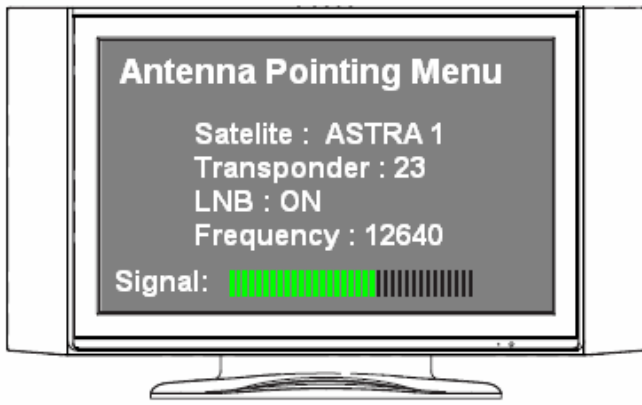 Antenna Pointing Menu
Satelite : ASTRA 1
Transponder : 23
LNB : ON
Frequency : 12640
Signal: